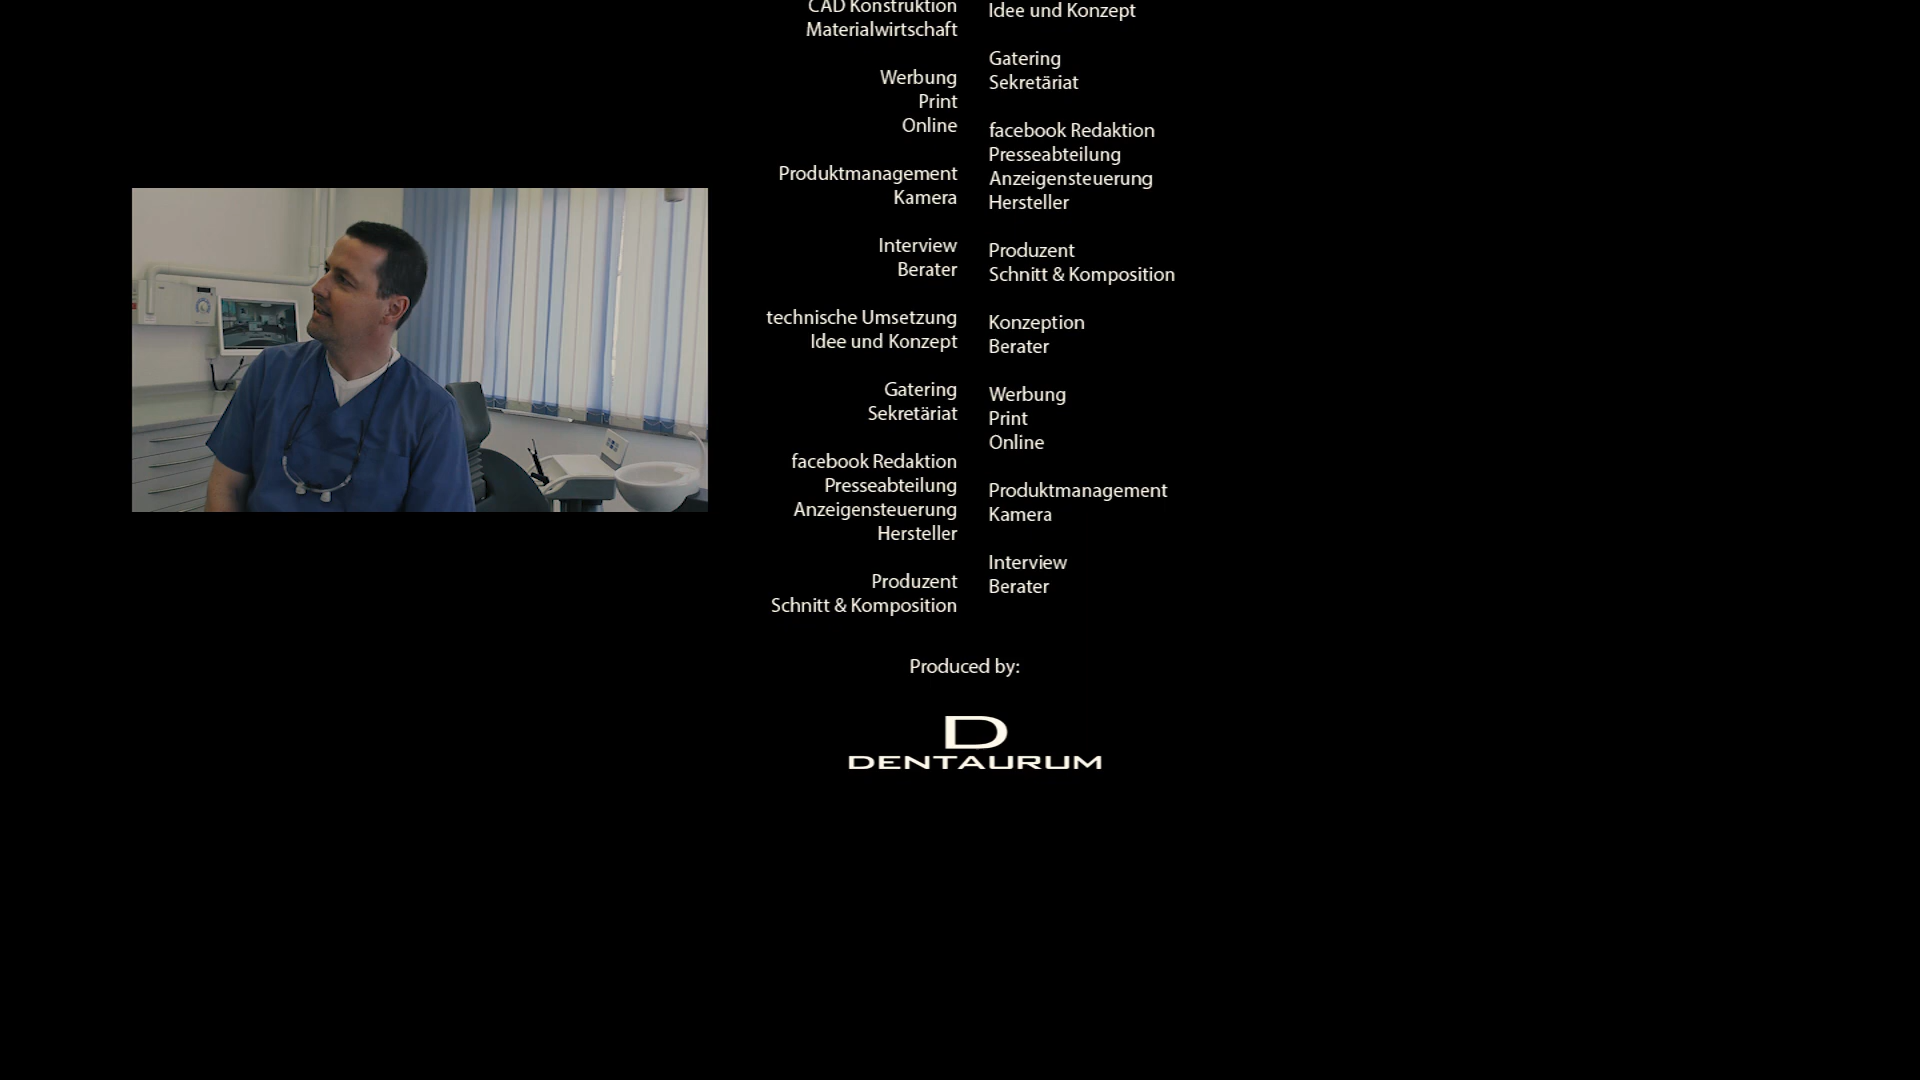 CAD Konstruktion
Materialwirtschaft
Werbung
Print
Online
Produktmanagement
Kamera
Interview
Berater
technische Umsetzung
Idee und Konzept
Gatering
Sekretäriat
facebook Redaktion
Presseabteilung
Anzeigensteuerung
Hersteller
Produzent
Schnitt & Komposition
Idee und Konzept
Gatering
Sekretäriat
facebook Redaktion
Presseabteilung
Anzeigensteuerung
Hersteller
Produzent
Schnitt & Komposition
Konzeption
Berater
Werbung
Print
Online
Produktmanagement
Kamera
Interview
Berater
Produced by:
D
DENTAURUM